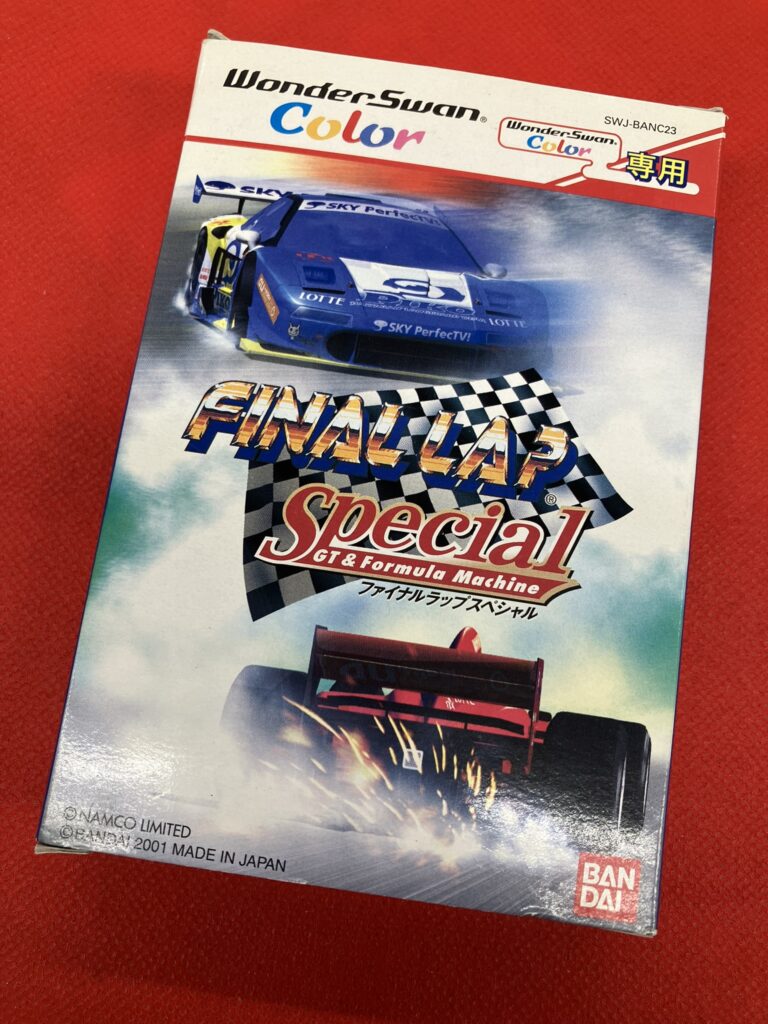 WonderSwan®
Color
SWJ-BANC23
WonderSwan
Color
専用
SKY
SKY PerfecTV!
LOTTE
LOTTE
SKY PerfecTV!
FINAL LAP®
Special
GT & Formula Machine
ファイナルラップスペシャル
©NAMCO LIMITED
©BANDAI 2001 MADE IN JAPAN
BAN
DAI